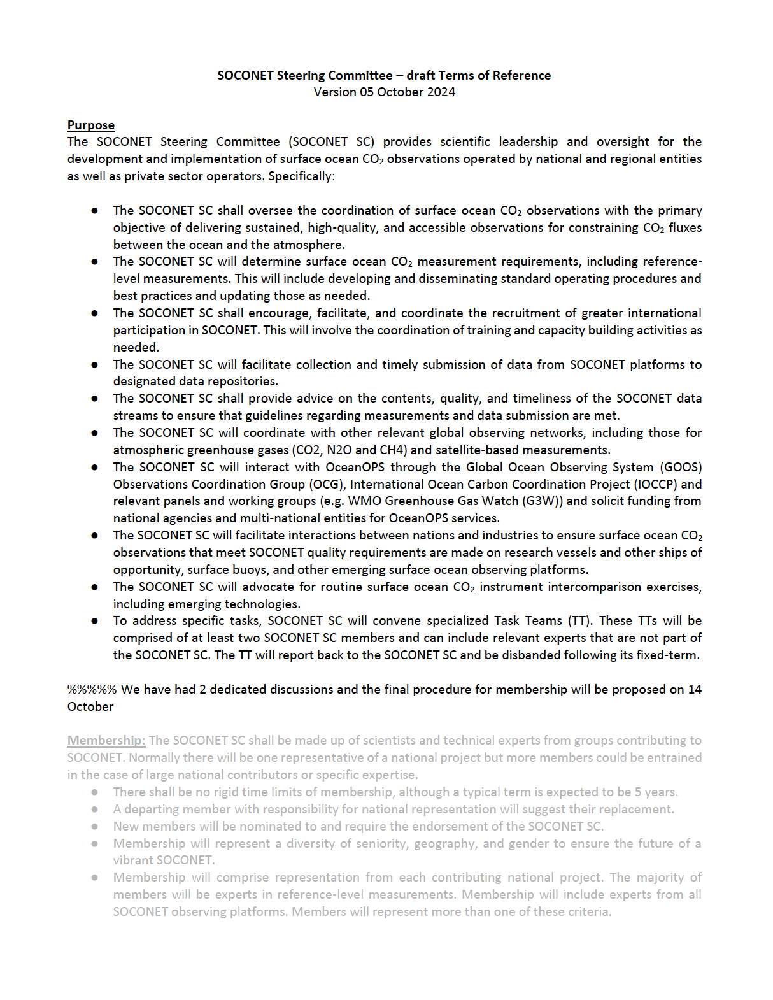 SOCONET Steering Committee – draft Terms of Reference
Version 05 October 2024
Purpose
The SOCONET Steering Committee (SOCONET SC) provides scientific leadership and oversight for the
development and implementation of surface ocean CO₂ observations operated by national and regional entities
as well as private sector operators. Specifically:
● The SOCONET SC shall oversee the coordination of surface ocean CO₂ observations with the primary
objective of delivering sustained, high-quality, and accessible observations for constraining CO₂ fluxes
between the ocean and the atmosphere.
● The SOCONET SC will determine surface ocean CO₂ measurement requirements, including reference-
level measurements. This will include developing and disseminating standard operating procedures and
best practices and updating those as needed.
● The SOCONET SC shall encourage, facilitate, and coordinate the recruitment of greater international
participation in SOCONET. This will involve the coordination of training and capacity building activities as
needed.
● The SOCONET SC will facilitate collection and timely submission of data from SOCONET platforms to
designated data repositories.
● The SOCONET SC shall provide advice on the contents, quality, and timeliness of the SOCONET data
streams to ensure that guidelines regarding measurements and data submission are met.
● The SOCONET SC will coordinate with other relevant global observing networks, including those for
atmospheric greenhouse gases (CO2, N2O and CH4) and satellite-based measurements.
● The SOCONET SC will interact with OceanOPS through the Global Ocean Observing System (GOOS)
Observations Coordination Group (OCG), International Ocean Carbon Coordination Project (IOCCP) and
relevant panels and working groups (e.g. WMO Greenhouse Gas Watch (G3W)) and solicit funding from
national agencies and multi-national entities for OceanOPS services.
● The SOCONET SC will facilitate interactions between nations and industries to ensure surface ocean CO₂
observations that meet SOCONET quality requirements are made on research vessels and other ships of
opportunity, surface buoys, and other emerging surface ocean observing platforms.
● The SOCONET SC will advocate for routine surface ocean CO₂ instrument intercomparison exercises,
including emerging technologies.
● To address specific tasks, SOCONET SC will convene specialized Task Teams (TT). These TTs will be
comprised of at least two SOCONET SC members and can include relevant experts that are not part of
the SOCONET SC. The TT will report back to the SOCONET SC and be disbanded following its fixed-term.
%%%%% We have had 2 dedicated discussions and the final procedure for membership will be proposed on 14
October
Membership: The SOCONET SC shall be made up of scientists and technical experts from groups contributing to
SOCONET. Normally there will be one representative of a national project but more members could be entrained
in the case of large national contributors or specific expertise.
● There shall be no rigid time limits of membership, although a typical term is expected to be 5 years.
● A departing member with responsibility for national representation will suggest their replacement.
● New members will be nominated to and require the endorsement of the SOCONET SC.
● Membership will represent a diversity of seniority, geography, and gender to ensure the future of a
vibrant SOCONET.
● Membership will comprise representation from each contributing national project. The majority of
members will be experts in reference-level measurements. Membership will include experts from all
SOCONET observing platforms. Members will represent more than one of these criteria.